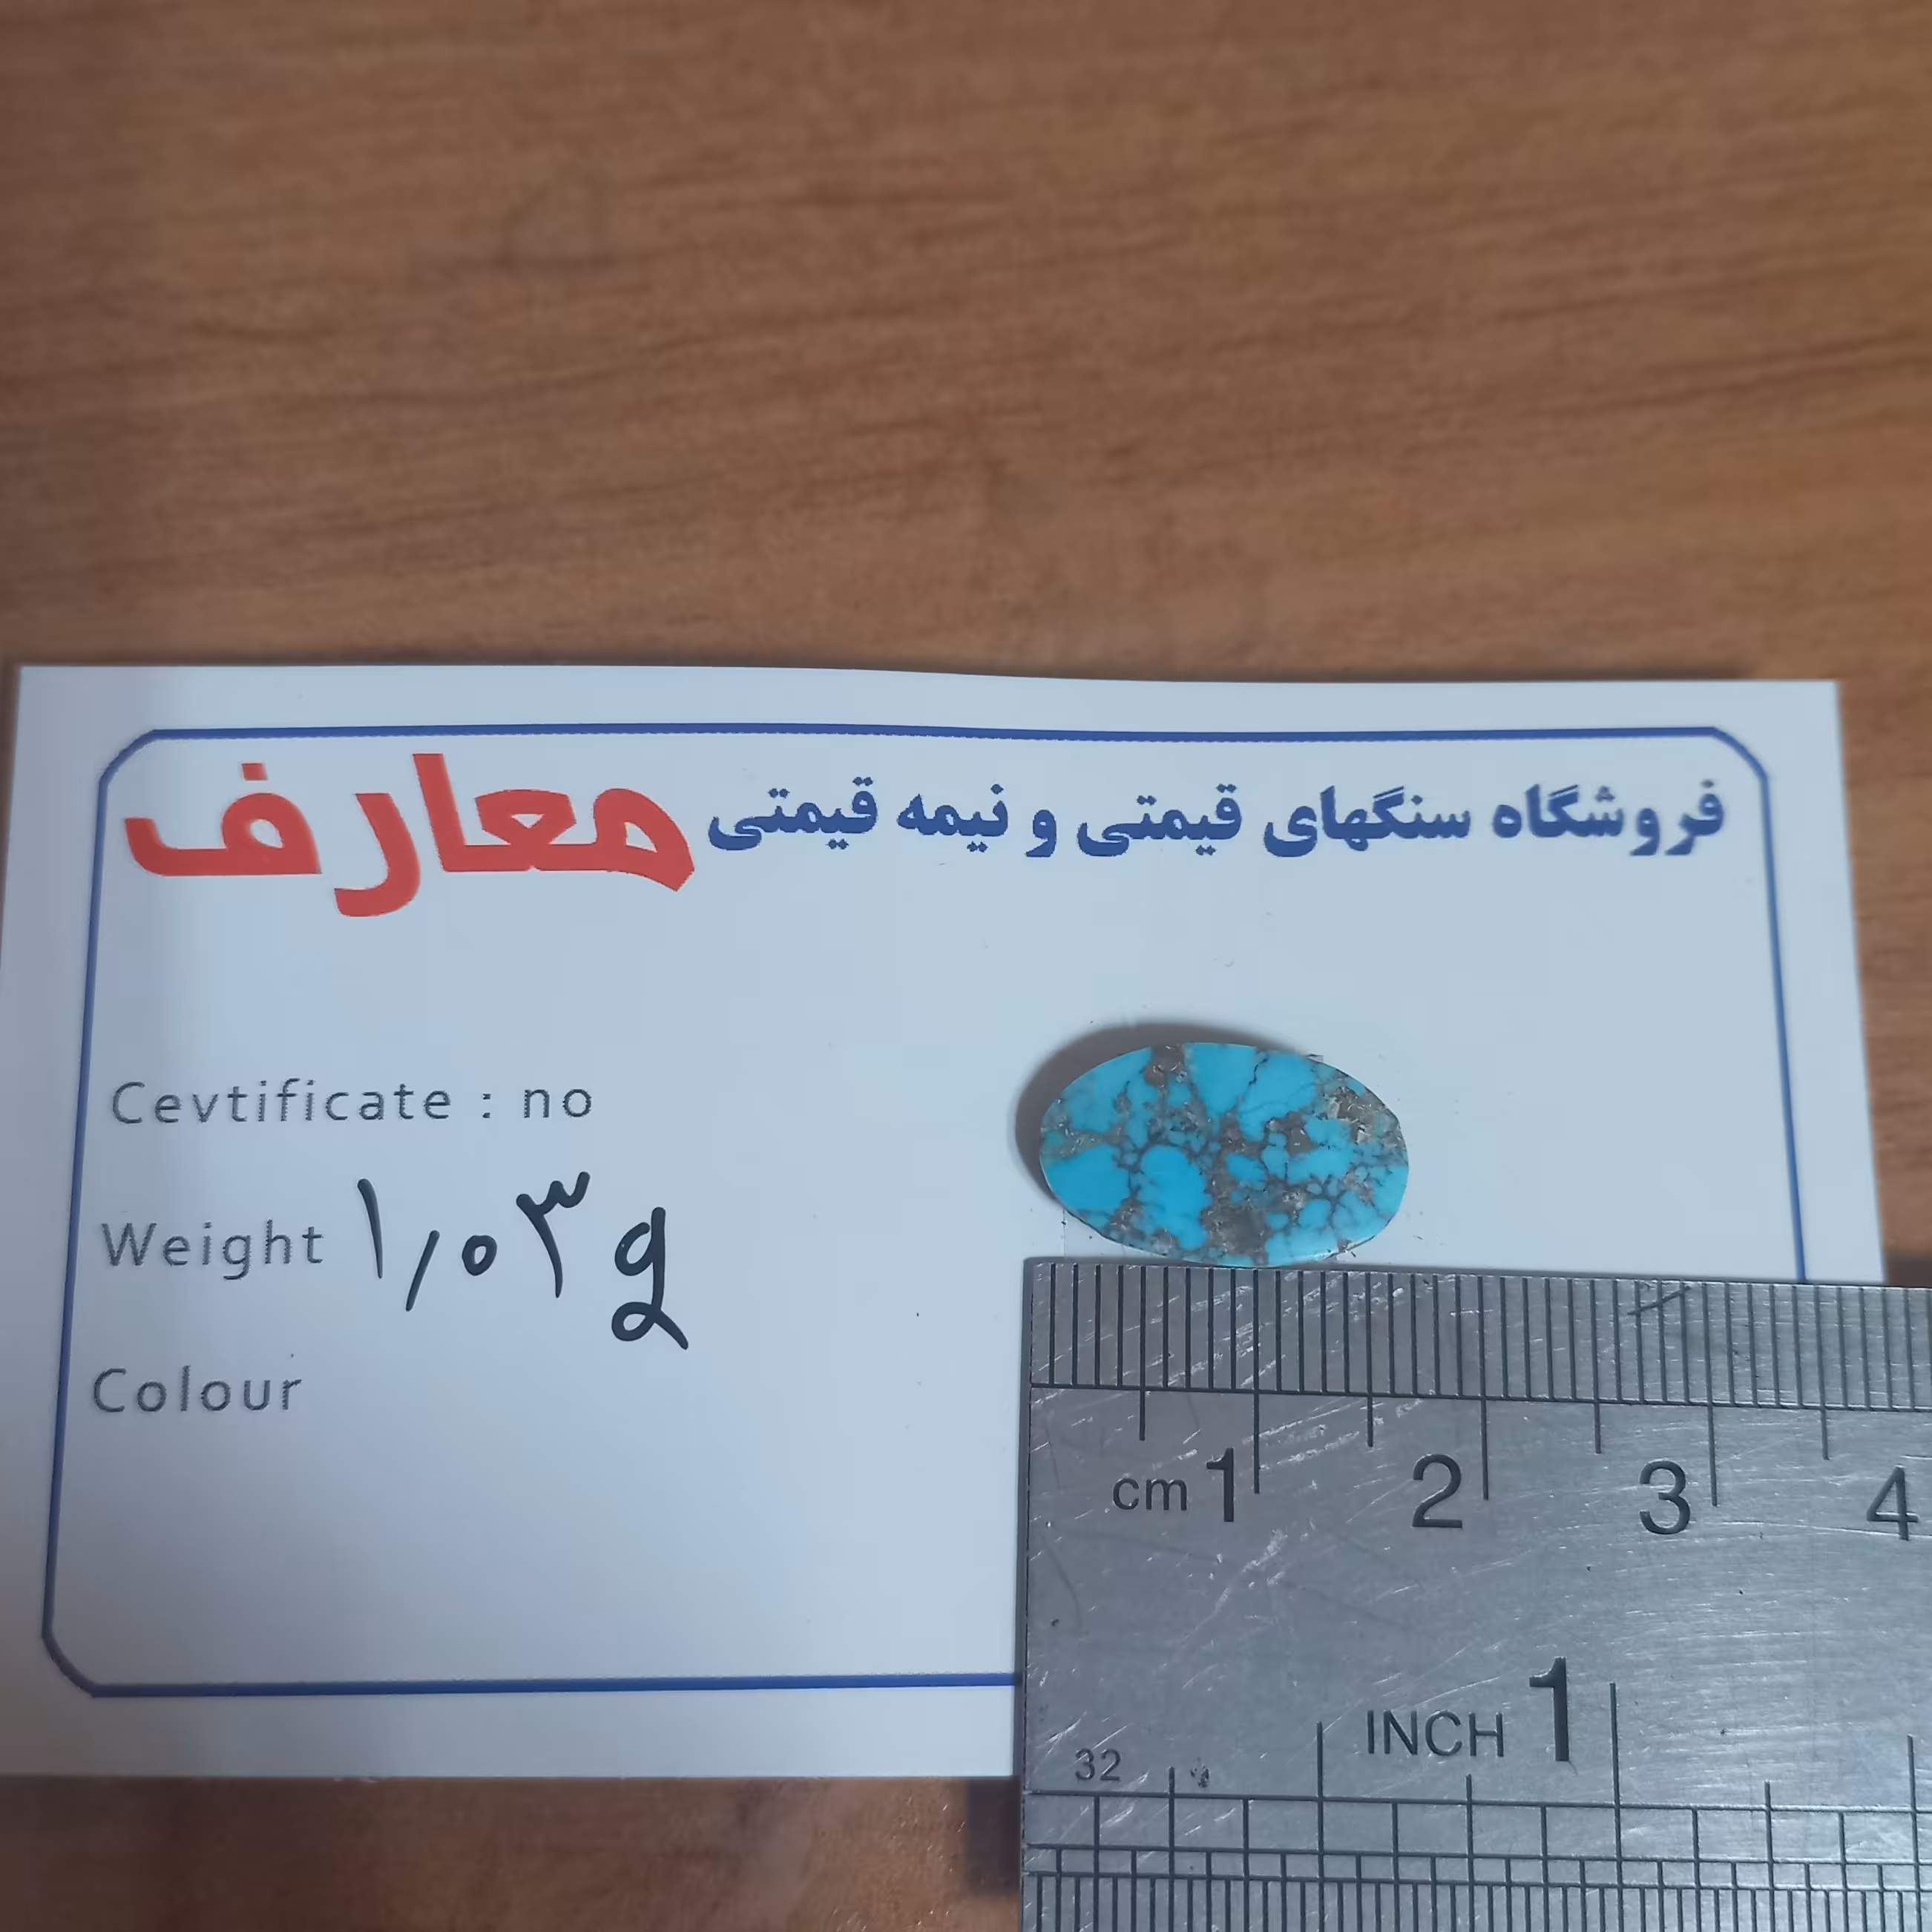 فروشگاه سنگهای قیمتی و نیمه قیمتی معارف
Cevtificate : no
Weight ۱/۰۳ g
Colour
cm 1 2 3 4
INCH 1
32